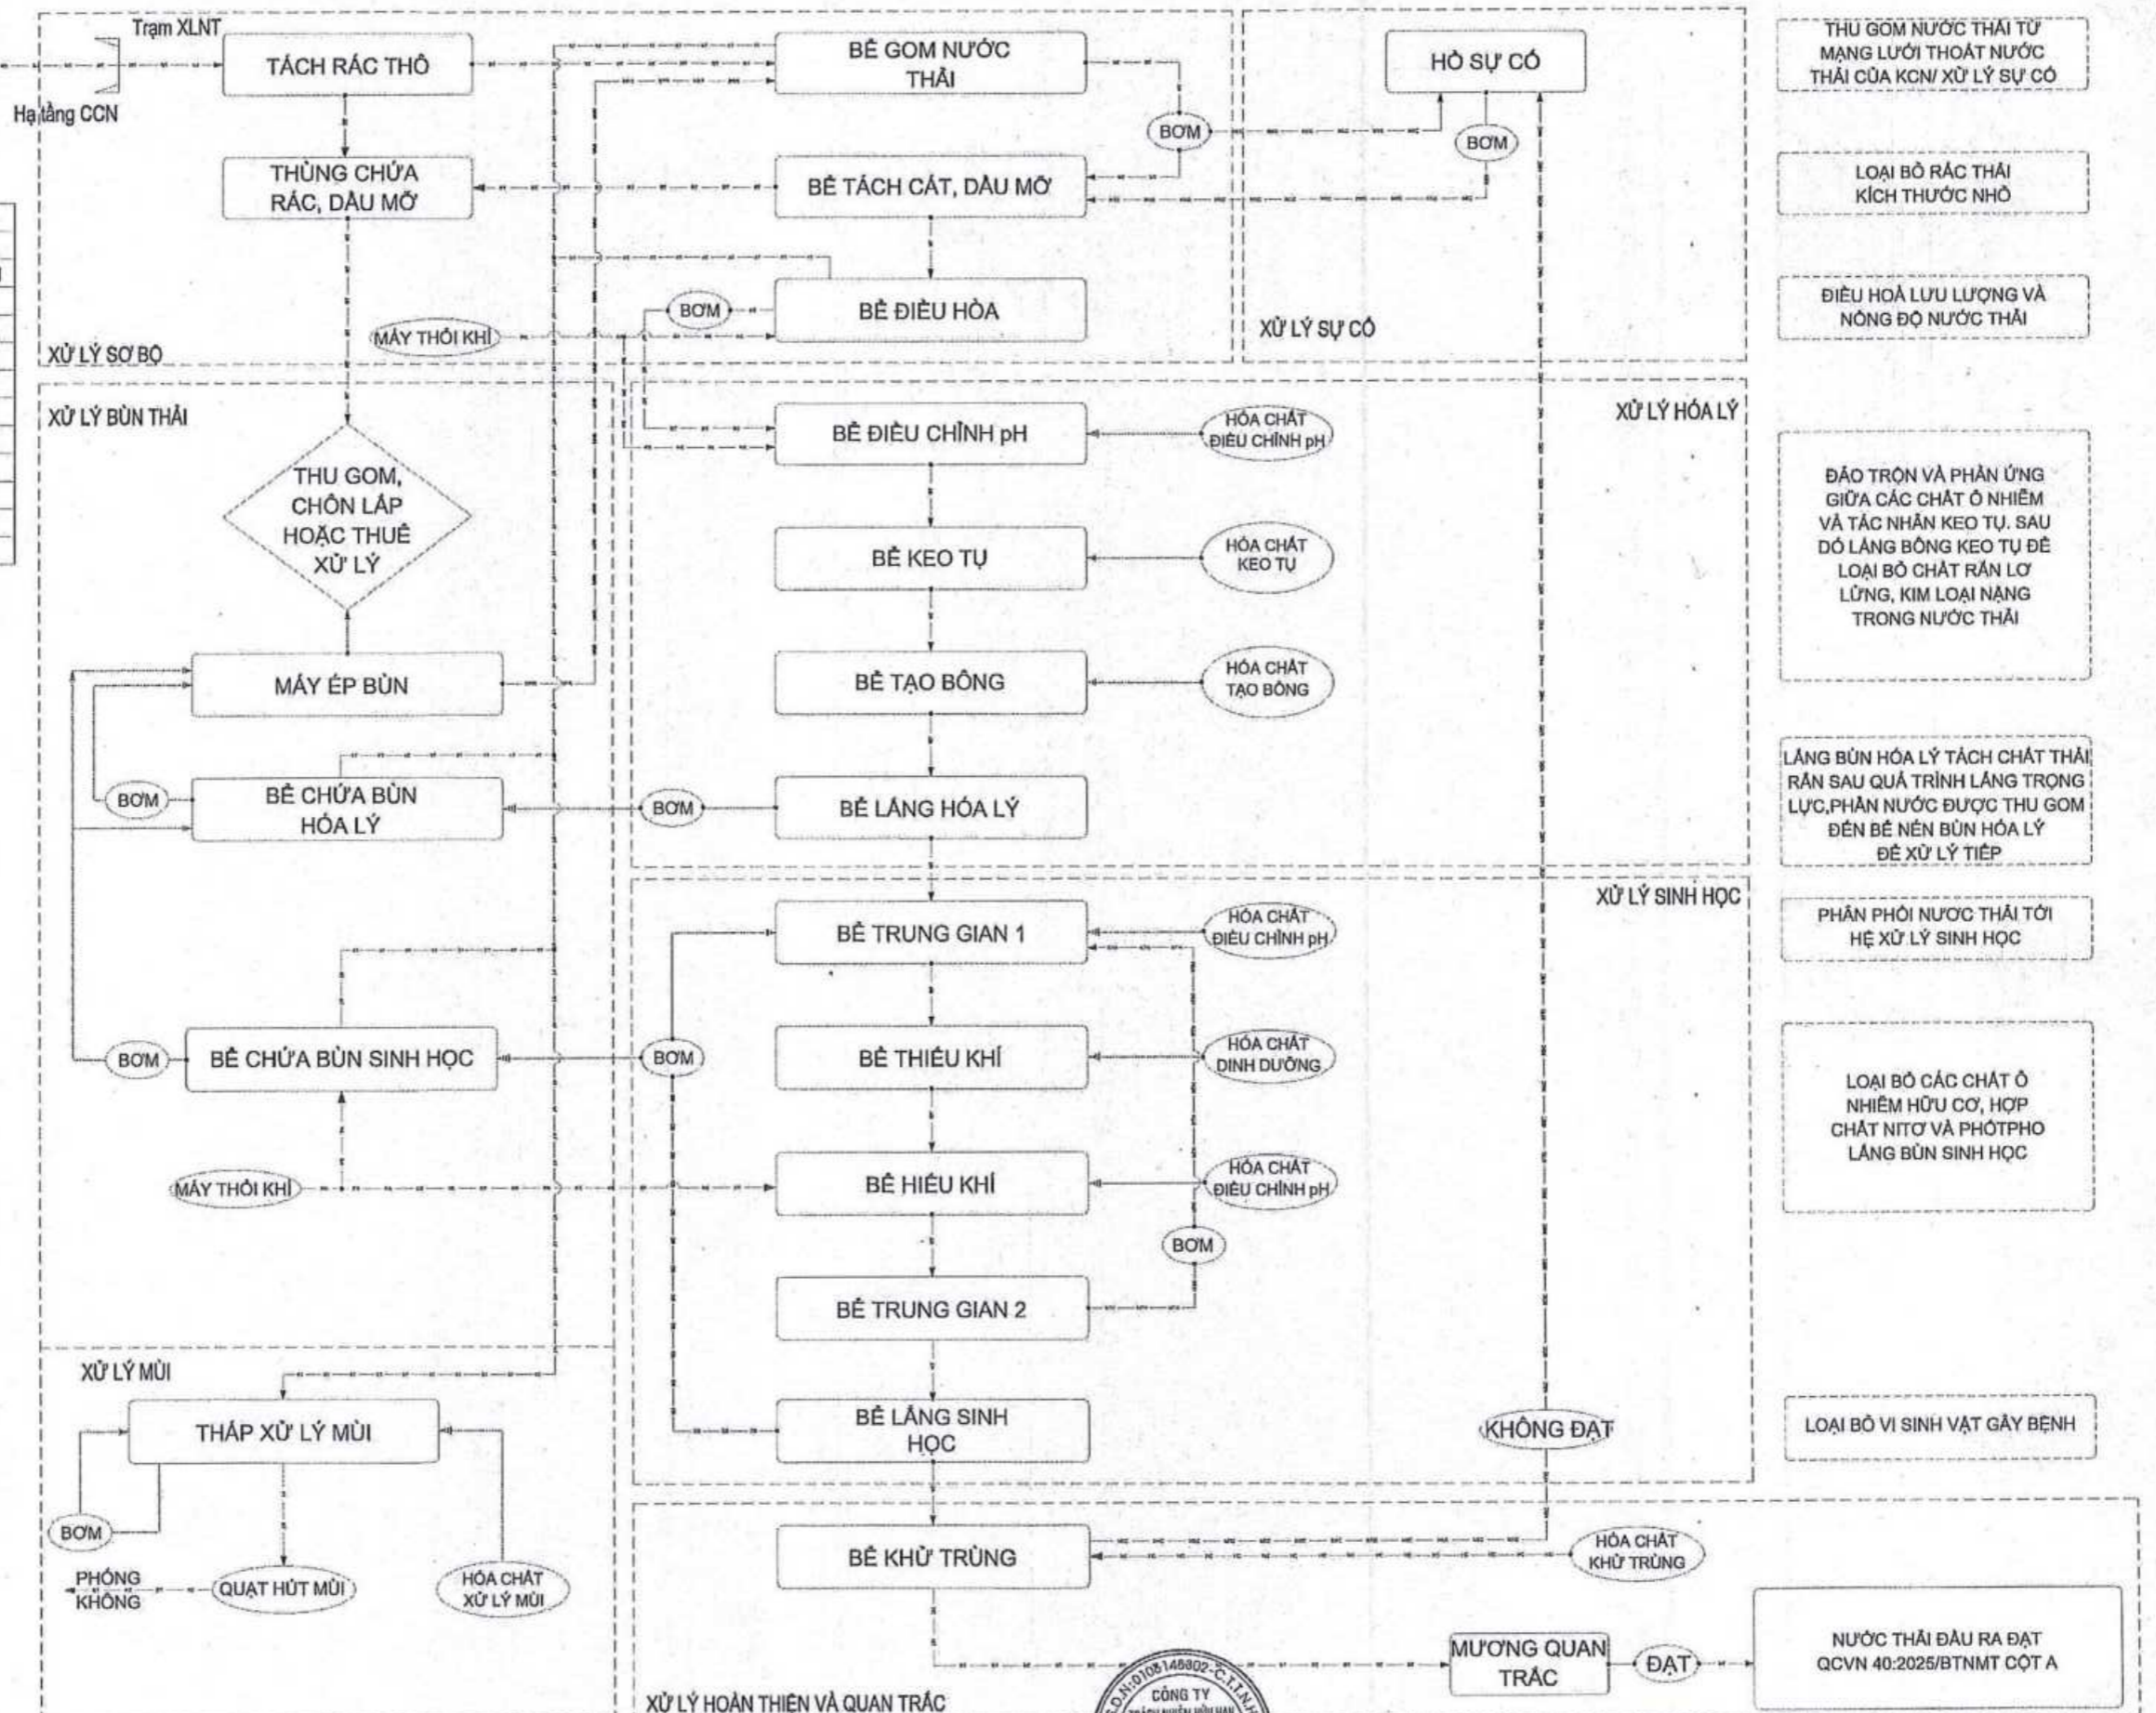 Trạm XLNT
Hạ tầng CCN
TÁCH RÁC THÔ
BỂ GOM NƯỚC
THẢI
HỒ SỰ CỐ
BƠM
BƠM
THÙNG CHỨA
RÁC, DẦU MỠ
BỂ TÁCH CÁT, DẦU MỠ
BƠM
BỂ ĐIỀU HÒA
MÁY THỔI KHÍ
XỬ LÝ SƠ BỘ
XỬ LÝ SỰ CỐ
THU GOM NƯỚC THẢI TỪ
MẠNG LƯỚI THOÁT NƯỚC
THẢI CỦA KCN/ XỬ LÝ SỰ CỐ
LOẠI BỎ RÁC THẢI
KÍCH THƯỚC NHỎ
ĐIỀU HOÀ LƯU LƯỢNG VÀ
NỒNG ĐỘ NƯỚC THẢI
XỬ LÝ BÙN THẢI
THU GOM,
CHÔN LẤP
HOẶC THUÊ
XỬ LÝ
MÁY ÉP BÙN
BƠM
BỂ CHỨA BÙN
HÓA LÝ
BƠM
BỂ CHỨA BÙN SINH HỌC
MÁY THỔI KHÍ
XỬ LÝ HÓA LÝ
BỂ ĐIỀU CHỈNH pH
HÓA CHẤT
ĐIỀU CHỈNH pH
BỂ KEO TỤ
HÓA CHẤT
KEO TỤ
BỂ TẠO BÔNG
HÓA CHẤT
TẠO BÔNG
BƠM
BỂ LẮNG HÓA LÝ
ĐẢO TRỘN VÀ PHẢN ỨNG
GIỮA CÁC CHẤT Ô NHIỄM
VÀ TÁC NHÂN KEO TỤ. SAU
DÓ LẮNG BÔNG KEO TỤ ĐỂ
LOẠI BỎ CHẤT RẮN LƠ
LỬNG, KIM LOẠI NẶNG
TRONG NƯỚC THẢI
LẮNG BÙN HÓA LÝ TÁCH CHẤT THẢI
RẮN SAU QUÁ TRÌNH LẮNG TRỌNG
LỰC,PHẦN NƯỚC ĐƯỢC THU GOM
ĐẾN BỂ NÉN BÙN HÓA LÝ
ĐỂ XỬ LÝ TIẾP
XỬ LÝ SINH HỌC
BỂ TRUNG GIAN 1
HÓA CHẤT
ĐIỀU CHỈNH pH
BƠM
BỂ THIẾU KHÍ
HÓA CHẤT
DINH DƯỠNG
BỂ HIẾU KHÍ
HÓA CHẤT
ĐIỀU CHỈNH pH
BƠM
BỂ TRUNG GIAN 2
BỂ LẮNG SINH
HỌC
KHÔNG ĐẠT
PHÂN PHỐI NƯƠC THẢI TỚI
HỆ XỬ LÝ SINH HỌC
LOẠI BỎ CÁC CHẤT Ô
NHIỄM HỮU CƠ, HỢP
CHẤT NITƠ VÀ PHÓTPHO
LẮNG BÙN SINH HỌC
LOẠI BỎ VI SINH VẬT GÂY BỆNH
XỬ LÝ MÙI
THÁP XỬ LÝ MÙI
BƠM
PHÓNG
KHÔNG
QUẠT HÚT MÙI
HÓA CHẤT
XỬ LÝ MÙI
BỂ KHỬ TRÙNG
HÓA CHẤT
KHỬ TRÙNG
MƯƠNG QUAN
TRẮC
ĐẠT
NƯỚC THẢI ĐẦU RA ĐẠT
QCVN 40:2025/BTNMT CỘT A
XỬ LÝ HOÀN THIỆN VÀ QUAN TRẮC
CÔNG TY